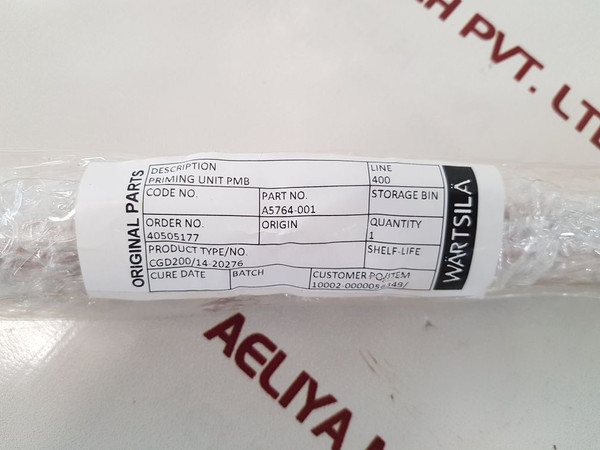 H PVT. LT
ORIGINAL PARTS
DESCRIPTION
PRIMING UNIT PMB
LINE
400
CODE NO.
PART NO.
A5764-001
STORAGE BIN
ORDER NO.
40505177
ORIGIN
QUANTITY
1
PRODUCT TYPE/NO.
CGD200/14-20276
SHELF-LIFE
CURE DATE
BATCH
CUSTOMER PO/ITEM
WÄRTSILÄ
AELIYA